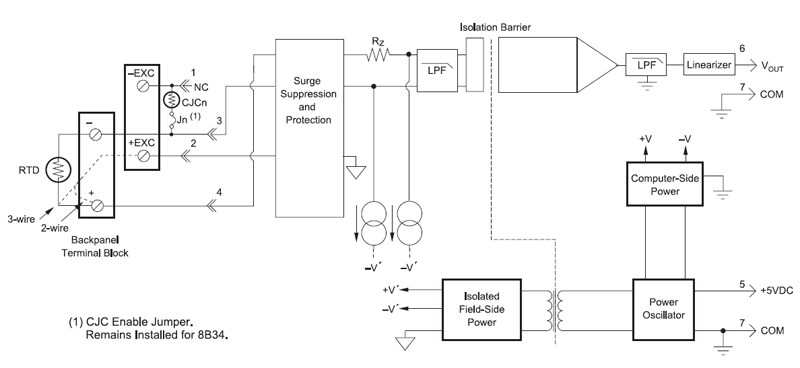 Isolation Barrier
RZ
−EXC
1
NC
CJCn
Jn (1)
Surge
Suppression
and
Protection
LPF
LPF
Linearizer
6
VOUT
7
COM
−
3
+EXC
2
RTD
+
4
3-wire
2-wire
Backpanel
Terminal Block
+V
−V
Computer-Side
Power
−V´
−V´
+V´
−V´
Isolated
Field-Side
Power
Power
Oscillator
5
+5VDC
7
COM
(1) CJC Enable Jumper.
Remains Installed for 8B34.